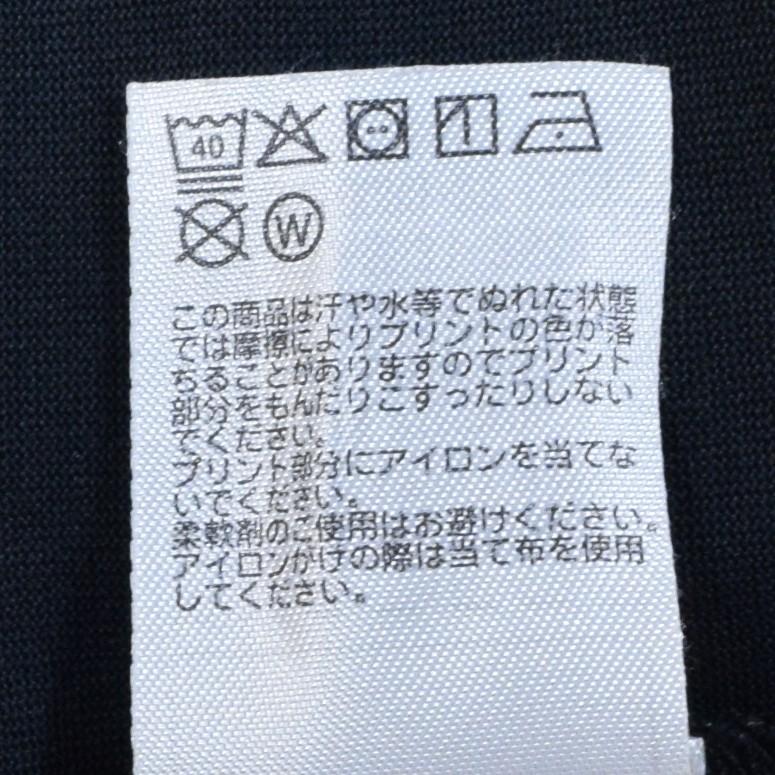 40
W
この商品は汗や水等でぬれた状態
では摩擦によりプリントの色が落
ちることがありますのでプリント
部分をもんだりこすったりしない
でください。
プリント部分にアイロンを当てな
いでください。
柔軟剤のご使用はお避けください。
アイロンがけの際は当て布を使用
してください。